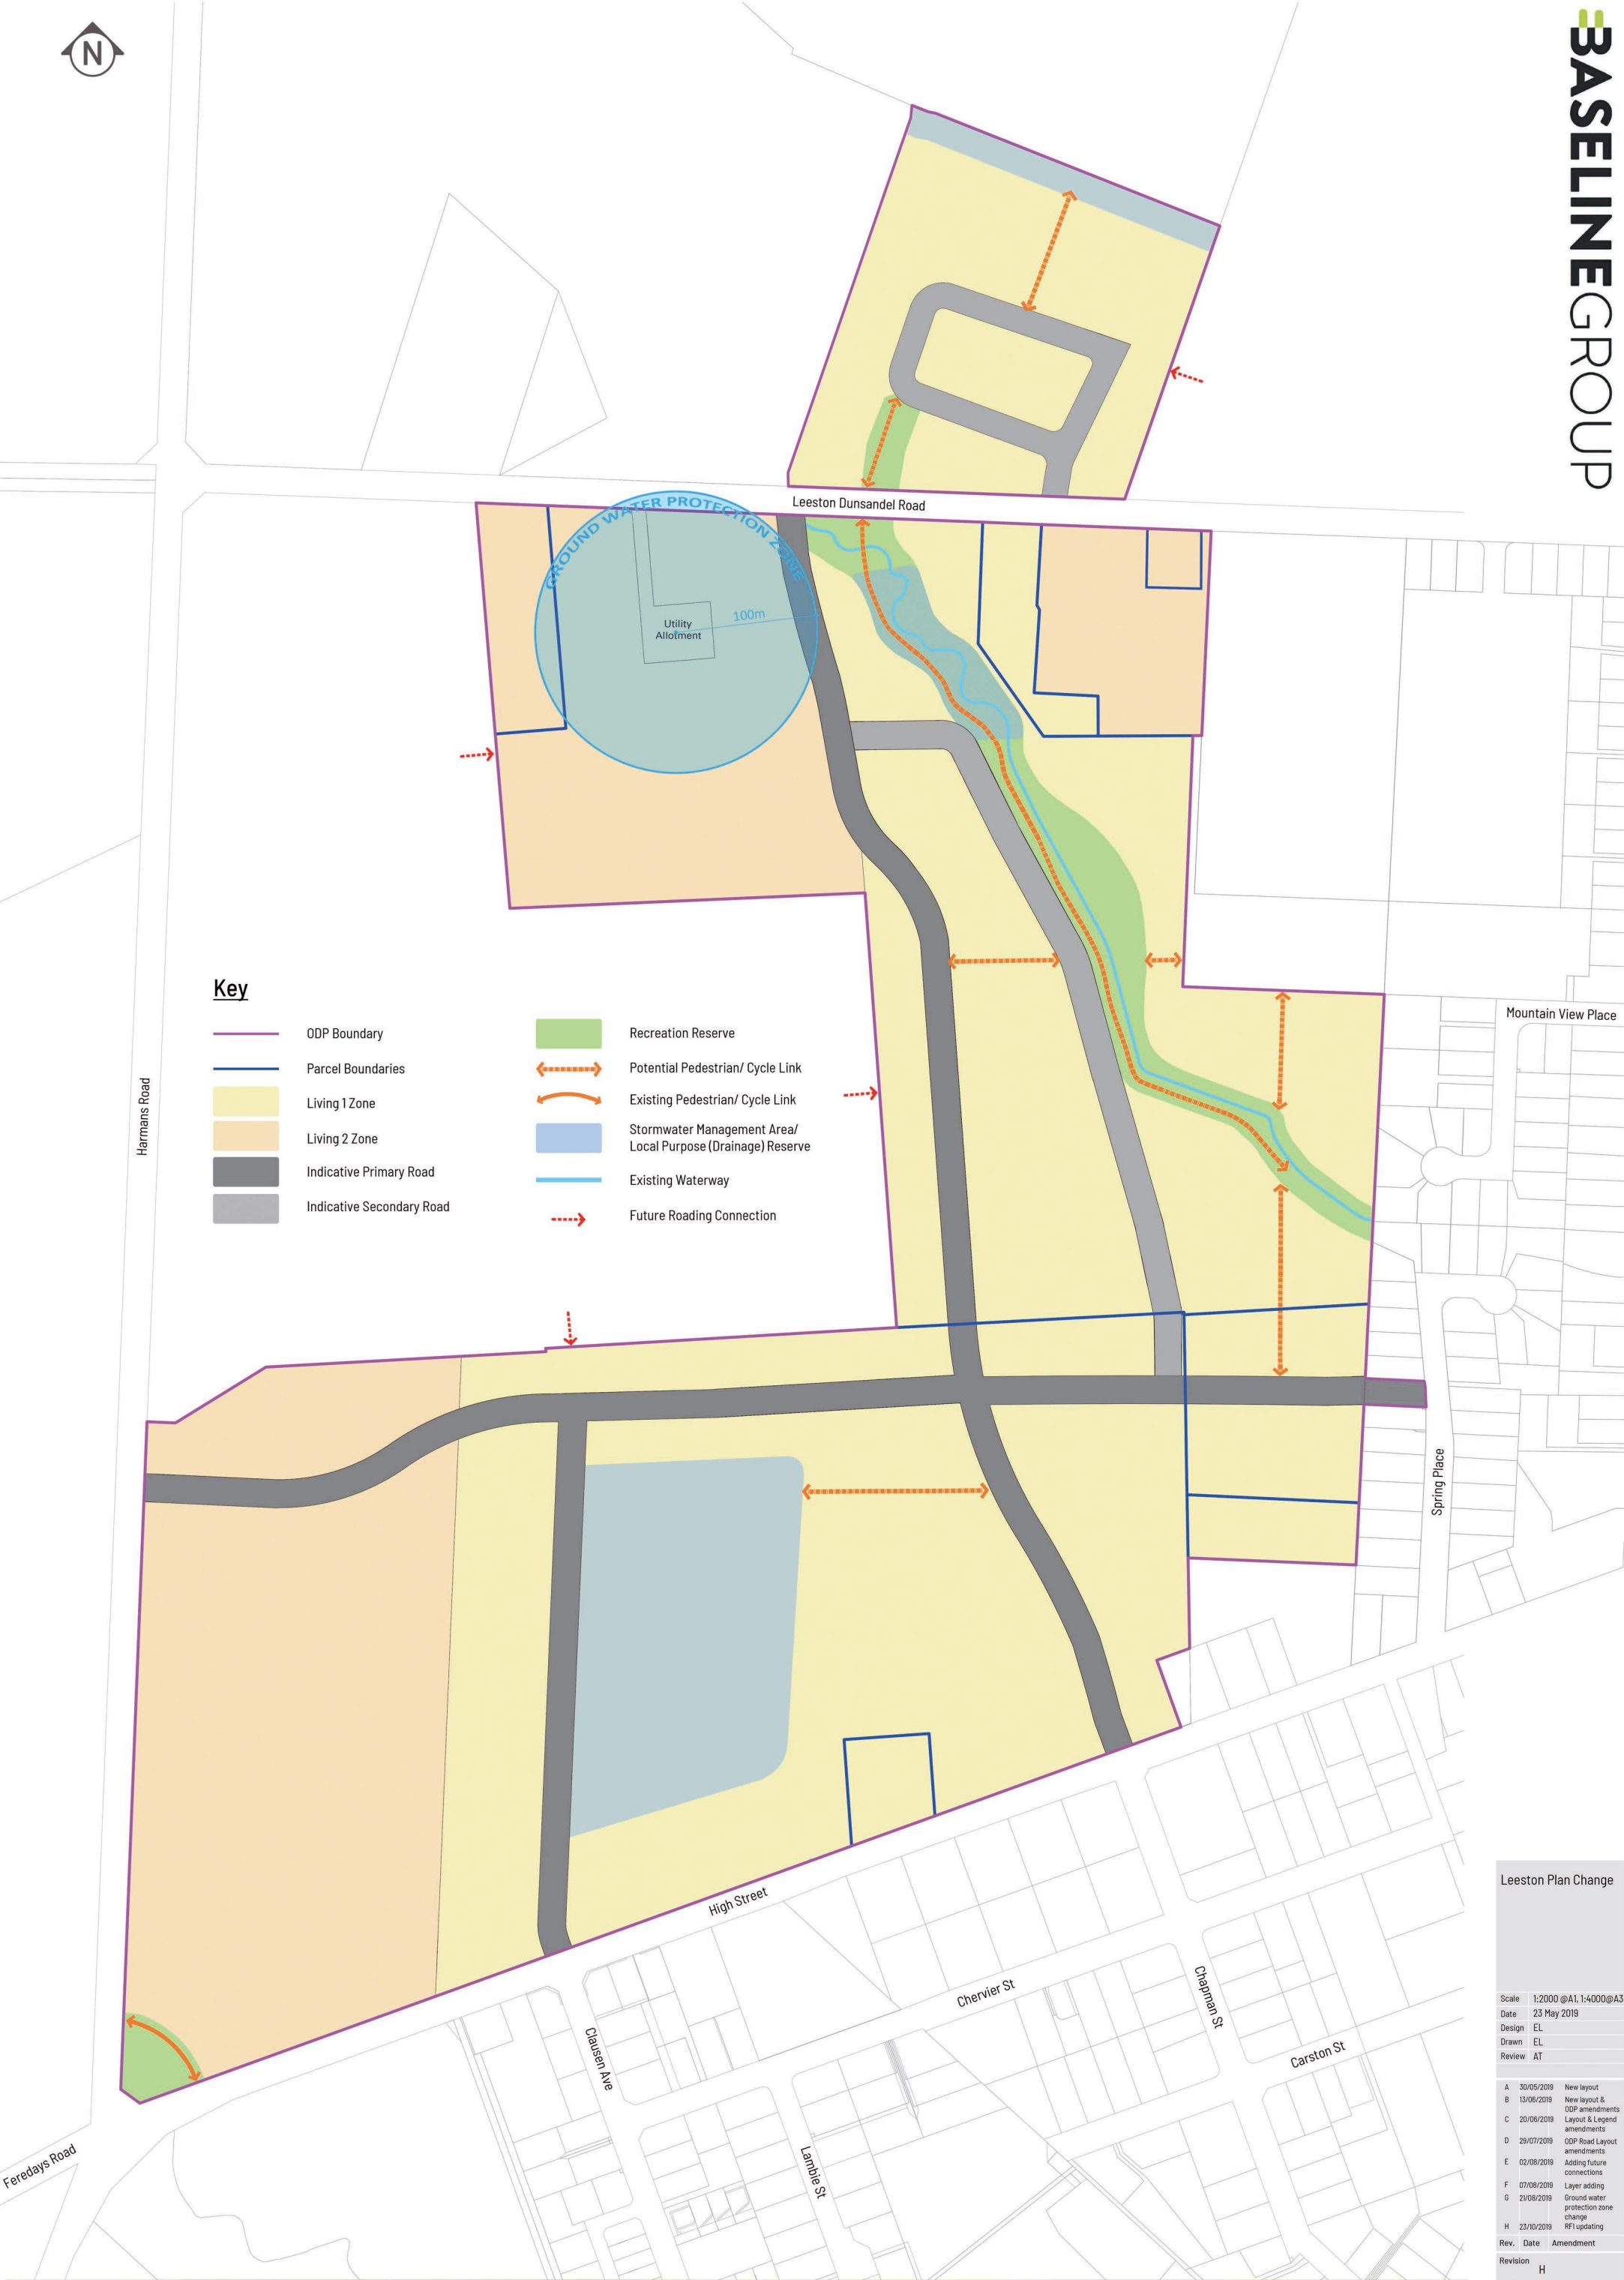 N
BASELINEGROUP
Leeston Dunsandel Road
GROUND WATER PROTECTION ZONE
100m
Utility
Allotment
Harmans Road
Mountain View Place
Key
ODP Boundary
Parcel Boundaries
Living 1 Zone
Living 2 Zone
Indicative Primary Road
Indicative Secondary Road
Recreation Reserve
Potential Pedestrian/ Cycle Link
Existing Pedestrian/ Cycle Link
Stormwater Management Area/
Local Purpose (Drainage) Reserve
Existing Waterway
Future Roading Connection
Spring Place
High Street
Chervier St
Chapman St
Clausen Ave
Carston St
Lambie St
Feredays Road
Leeston Plan Change
Scale 1:2000 @A1, 1:4000@A3
Date 23 May 2019
Design EL
Drawn EL
Review AT
A 30/05/2019 New layout
B 13/06/2019 New layout &
ODP amendments
C 20/06/2019 Layout & Legend
amendments
D 29/07/2019 ODP Road Layout
amendments
E 02/08/2019 Adding future
connections
F 07/08/2019 Layer adding
G 21/08/2019 Ground water
protection zone
change
H 23/10/2019 RFI updating
Rev. Date Amendment
Revision
H